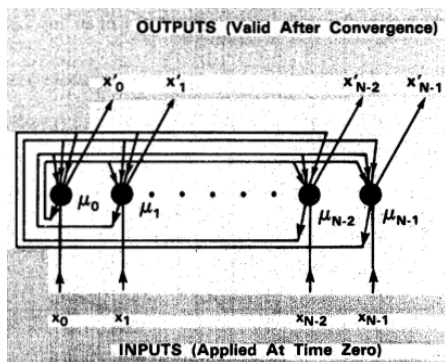 OUTPUTS (Valid After Convergence)
x'0 x'1 x'N-2 x'N-1
μ0 μ1 μN-2 μN-1
x0 x1 xN-2 xN-1
INPUTS (Applied At Time Zero)